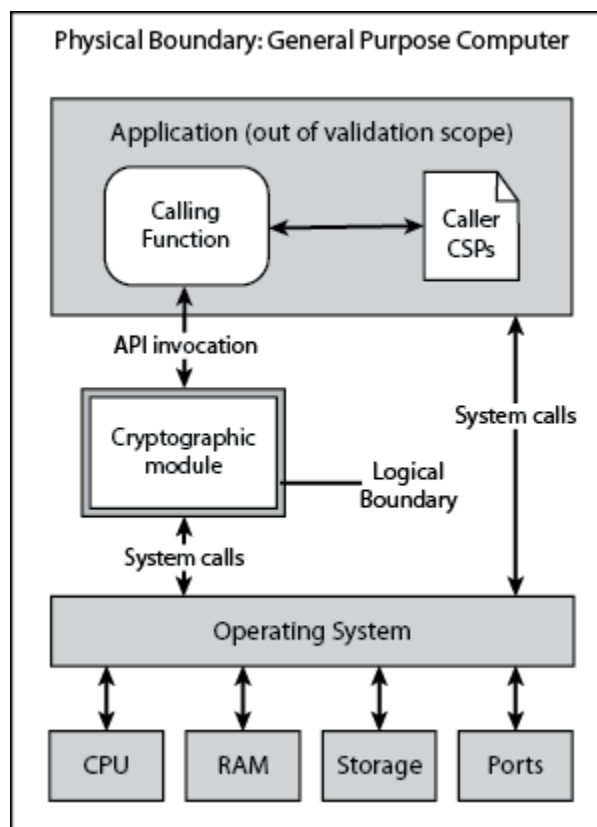 Physical Boundary: General Purpose Computer
Application (out of validation scope)
Calling
Function
Caller
CSPs
API invocation
System calls
Cryptographic
module
Logical
Boundary
System calls
Operating System
CPU
RAM
Storage
Ports